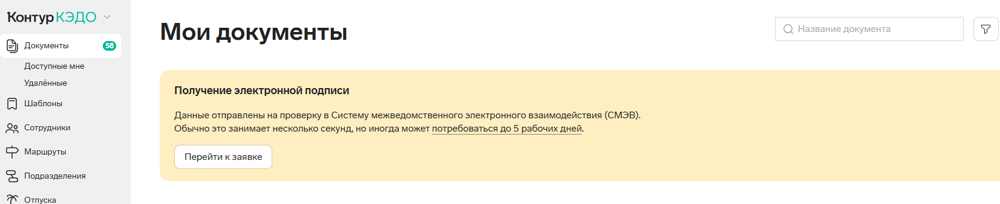 Контур КЭДО
Документы 58
Доступные мне
Удалённые
Шаблоны
Сотрудники
Маршруты
Подразделения
Отпуска
Мои документы
Название документа
Получение электронной подписи
Данные отправлены на проверку в Систему межведомственного электронного взаимодействия (СМЭВ).
Обычно это занимает несколько секунд, но иногда может потребоваться до 5 рабочих дней.
Перейти к заявке